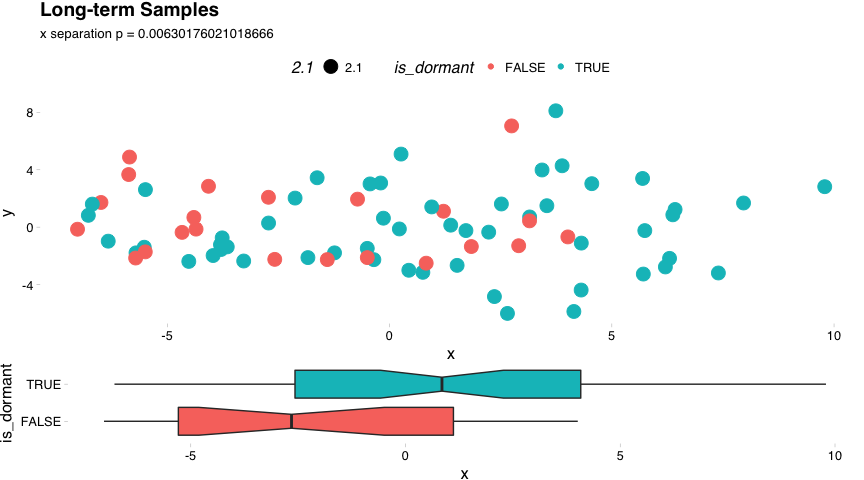 Long-term Samples
x separation p = 0.00630176021018666
2.1 2.1 is_dormant FALSE TRUE
8
4
0
-4
y
-5 0 5 10
x
is_dormant
TRUE
FALSE
-5 0 5 10
x